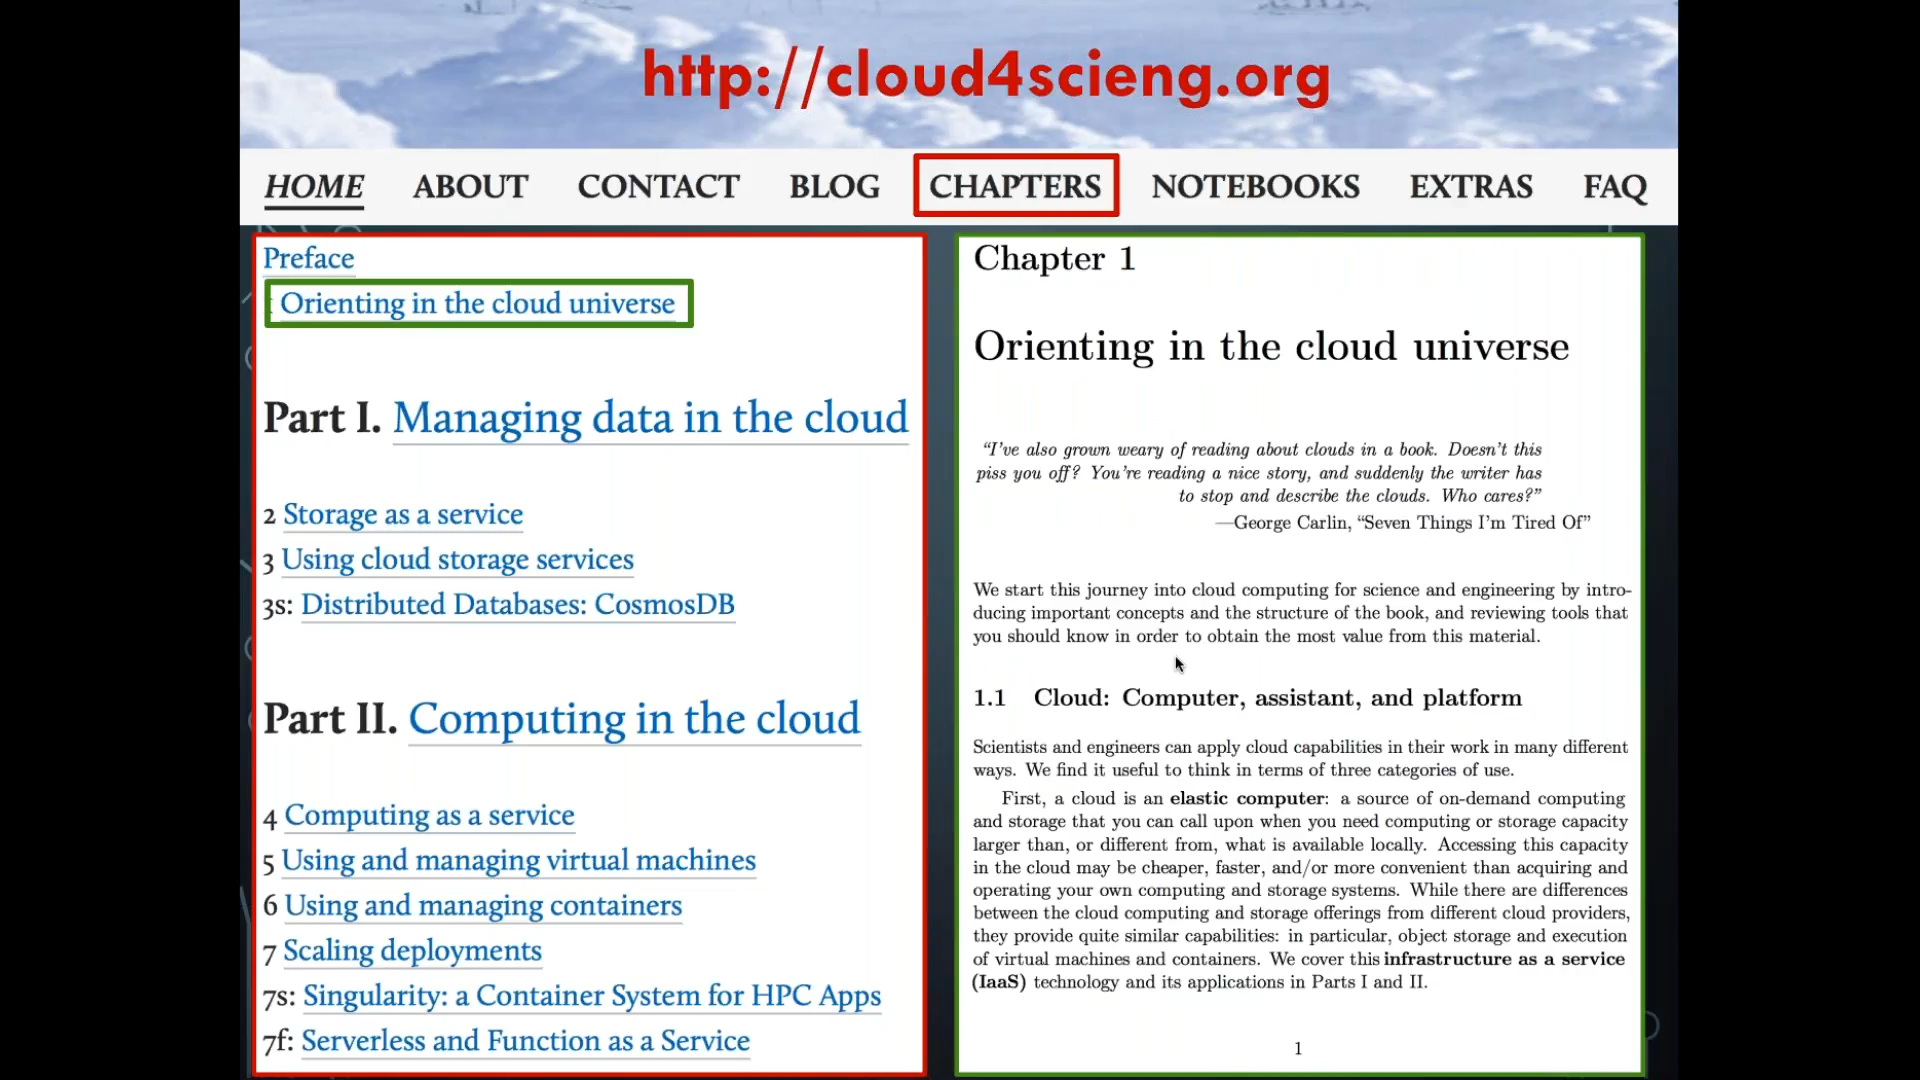 http://cloud4scieng.org
HOME ABOUT CONTACT BLOG CHAPTERS NOTEBOOKS EXTRAS FAQ
Preface
Orienting in the cloud universe
Part I. Managing data in the cloud
2 Storage as a service
3 Using cloud storage services
3s: Distributed Databases: CosmosDB
Part II. Computing in the cloud
4 Computing as a service
5 Using and managing virtual machines
6 Using and managing containers
7 Scaling deployments
7s: Singularity: a Container System for HPC Apps
7f: Serverless and Function as a Service
Chapter 1
Orienting in the cloud universe
“I’ve also grown weary of reading about clouds in a book. Doesn’t this
piss you off? You’re reading a nice story, and suddenly the writer has
to stop and describe the clouds. Who cares?”
—George Carlin, “Seven Things I’m Tired Of”
We start this journey into cloud computing for science and engineering by intro-
ducing important concepts and the structure of the book, and reviewing tools that
you should know in order to obtain the most value from this material.
1.1 Cloud: Computer, assistant, and platform
Scientists and engineers can apply cloud capabilities in their work in many different
ways. We find it useful to think in terms of three categories of use.
First, a cloud is an elastic computer: a source of on-demand computing
and storage that you can call upon when you need computing or storage capacity
larger than, or different from, what is available locally. Accessing this capacity
in the cloud may be cheaper, faster, and/or more convenient than acquiring and
operating your own computing and storage systems. While there are differences
between the cloud computing and storage offerings from different cloud providers,
they provide quite similar capabilities: in particular, object storage and execution
of virtual machines and containers. We cover this infrastructure as a service
(IaaS) technology and its applications in Parts I and II.
1